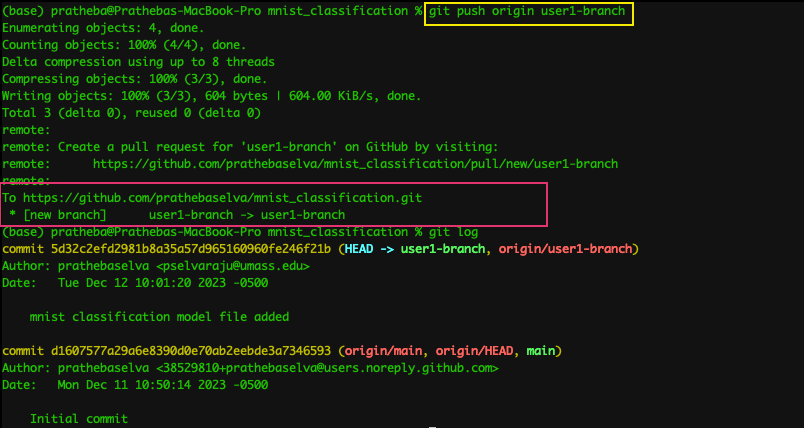 (base) pratheba@Prathebas-MacBook-Pro mnist_classification % git push origin user1-branch
Enumerating objects: 4, done.
Counting objects: 100% (4/4), done.
Delta compression using up to 8 threads
Compressing objects: 100% (3/3), done.
Writing objects: 100% (3/3), 604 bytes | 604.00 KiB/s, done.
Total 3 (delta 0), reused 0 (delta 0)
remote:
remote: Create a pull request for 'user1-branch' on GitHub by visiting:
remote:      https://github.com/prathebaselva/mnist_classification/pull/new/user1-branch
remote:
To https://github.com/prathebaselva/mnist_classification.git
 * [new branch]      user1-branch -> user1-branch
(base) pratheba@Prathebas-MacBook-Pro mnist_classification % git log
commit 5d32c2efd2981b8a35a57d965160960fe246f21b (HEAD -> user1-branch, origin/user1-branch)
Author: prathebaselva <pselvaraju@umass.edu>
Date:   Tue Dec 12 10:01:20 2023 -0500
    mnist classification model file added
commit d1607577a29a6e8390d0e70ab2eebde3a7346593 (origin/main, origin/HEAD, main)
Author: prathebaselva <38529810+prathebaselva@users.noreply.github.com>
Date:   Mon Dec 11 10:50:14 2023 -0500
    Initial commit